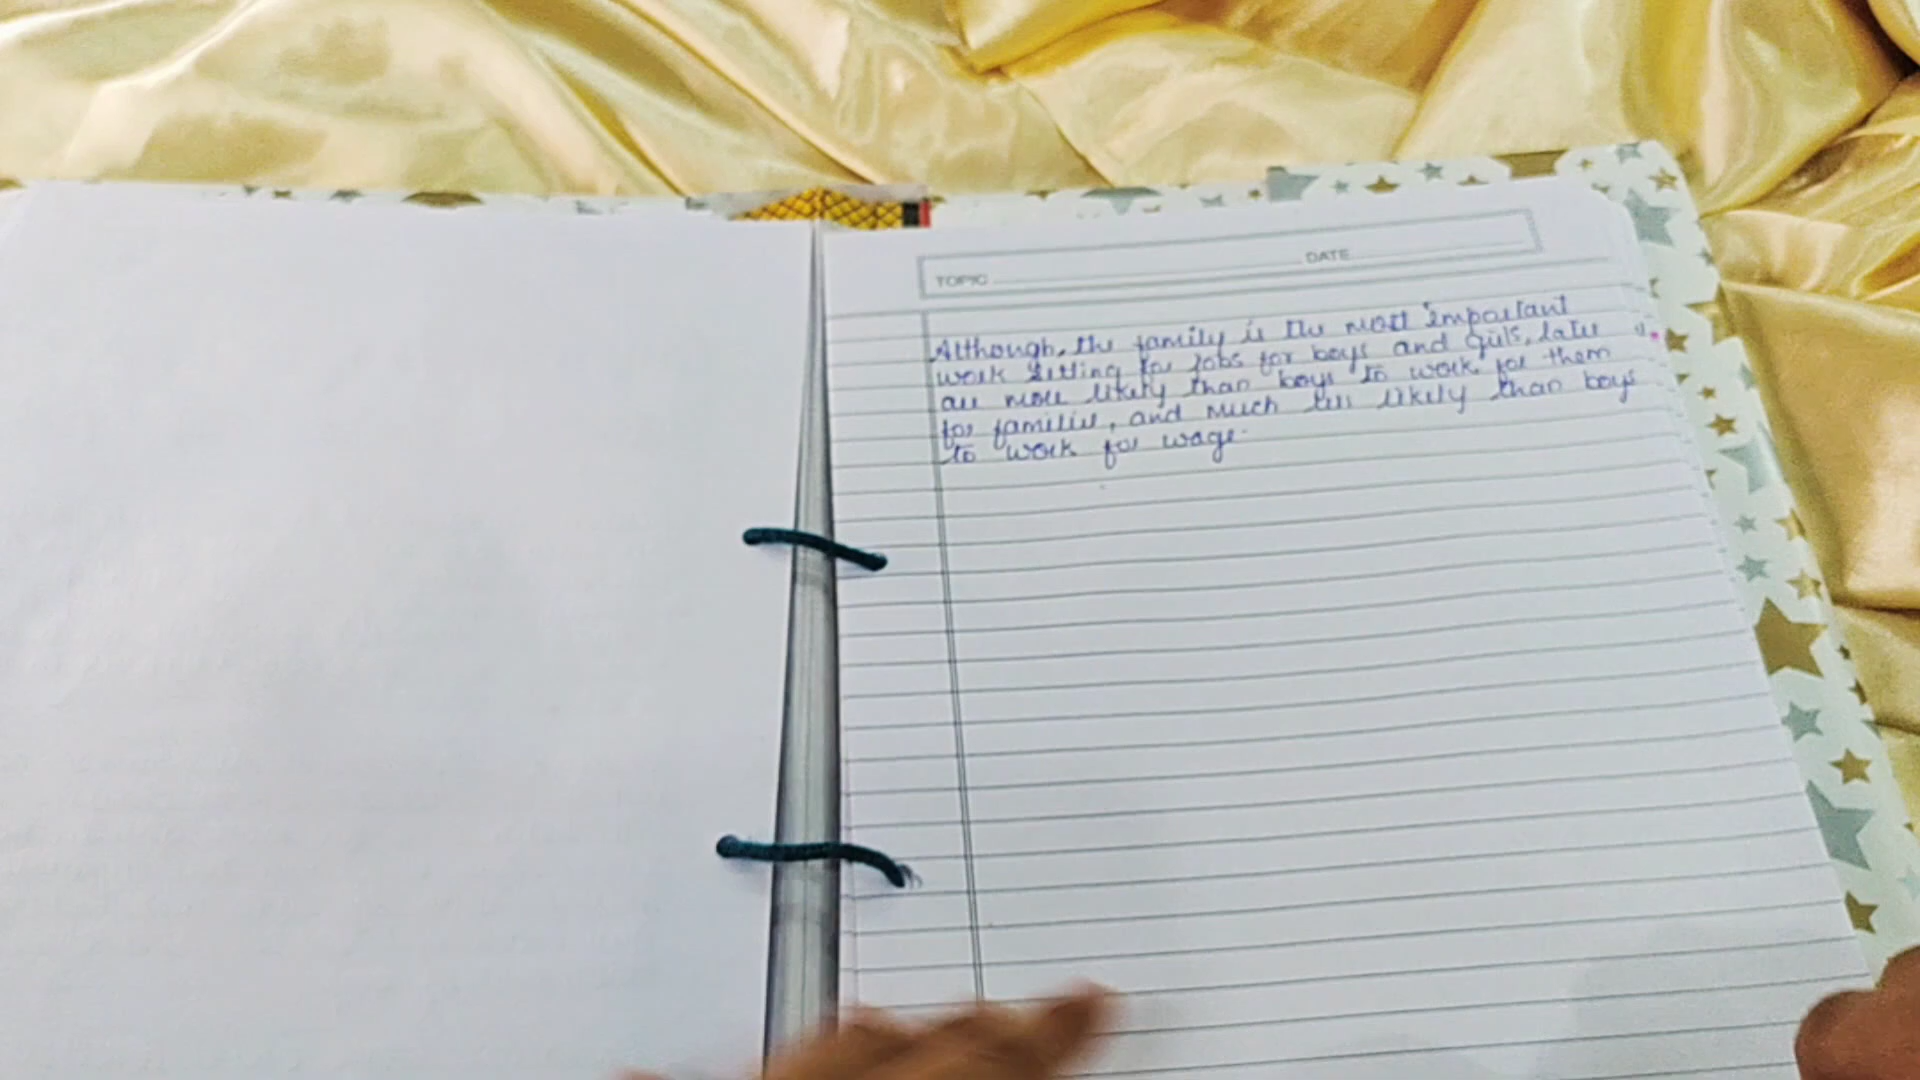 TOPIC
DATE
Although, the family is the most important
work setting for jobs for boys and Girls, later
are more likely than boys to work for them
for families, and much less likely than boys
to work for wage.